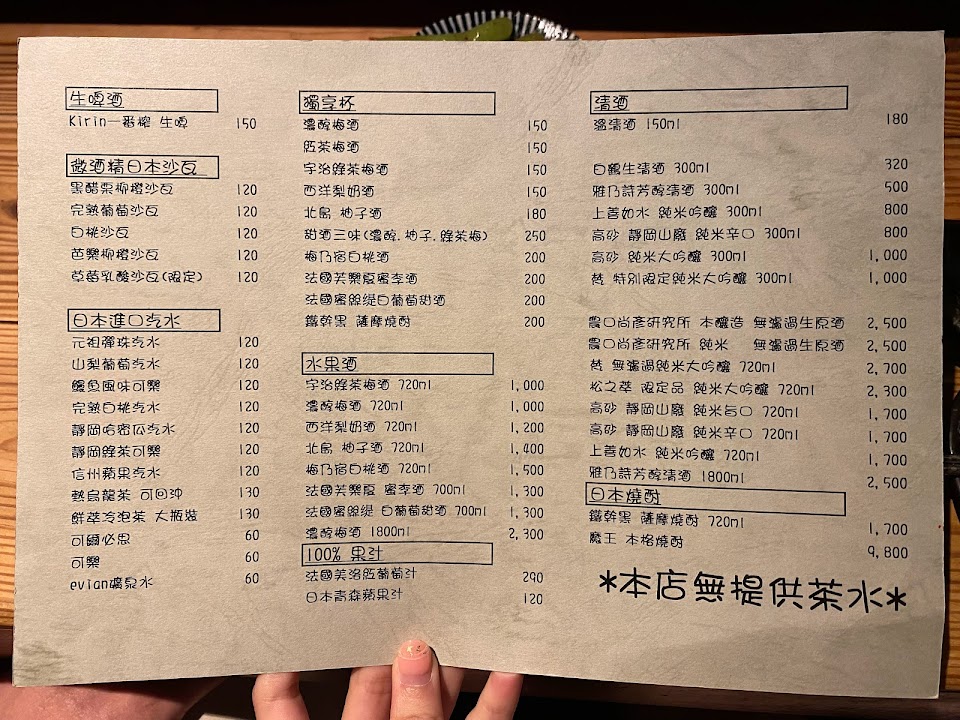 生啤酒
Kirin一番榨 生啤 150
微酒精日本沙瓦
黑醋栗柳橙沙瓦 120
完熟葡萄沙瓦 120
白桃沙瓦 120
芭樂柳橙沙瓦 120
草莓乳酸沙瓦(限定) 120
日本進口汽水
元祖彈珠汽水 120
山梨葡萄汽水 120
鱷魚風味可樂 120
完熟白桃汽水 120
靜岡哈密瓜汽水 120
靜岡綠茶可樂 120
信州蘋果汽水 120
熱烏龍茶 可回沖 130
鮮萃冷泡茶 大瓶裝 130
可爾必思 60
可樂 60
evian礦泉水 60
獨享杯
濃醇梅酒 150
紅茶梅酒 150
宇治綠茶梅酒 150
西洋梨奶酒 150
北島 柚子酒 180
甜酒三味(濃醇.柚子.綠茶梅) 250
梅乃宿白桃酒 200
法國芙樂夏蜜李酒 200
法國蜜絲緹白葡萄甜酒 200
鐵幹黑 薩摩燒酎 200
水果酒
宇治綠茶梅酒 720ml 1,000
濃醇梅酒 720ml 1,000
西洋梨奶酒 720ml 1,200
北島 柚子酒 720ml 1,400
梅乃宿白桃酒 720ml 1,500
法國芙樂夏 蜜李酒 700ml 1,300
法國蜜絲緹 白葡萄甜酒 700ml 1,300
濃醇梅酒 1800ml 2,300
100% 果汁
法國芙洛紅葡萄汁 290
日本青森蘋果汁 120
清酒
溫清酒 150ml 180
白鶴生清酒 300ml 320
雅乃詩芳醇清酒 300ml 500
上善如水 純米吟釀 300ml 800
高砂 靜岡山廢 純米辛口 300ml 800
高砂 純米大吟釀 300ml 1,000
梵 特別限定純米大吟釀 300ml 1,000
農口尚彥研究所 本釀造 無濾過生原酒 2,500
農口尚彥研究所 純米 無濾過生原酒 2,500
梵 無濾過純米大吟釀 720ml 2,700
松之萃 限定品 純米大吟釀 720ml 2,300
高砂 靜岡山廢 純米旨口 720ml 1,700
高砂 靜岡山廢 純米辛口 720ml 1,700
上善如水 純米吟釀 720ml 1,700
雅乃詩芳醇清酒 1800ml 2,500
日本燒酎
鐵幹黑 薩摩燒酎 720ml 1,700
魔王 本格燒酎 9,800
*本店無提供茶水*